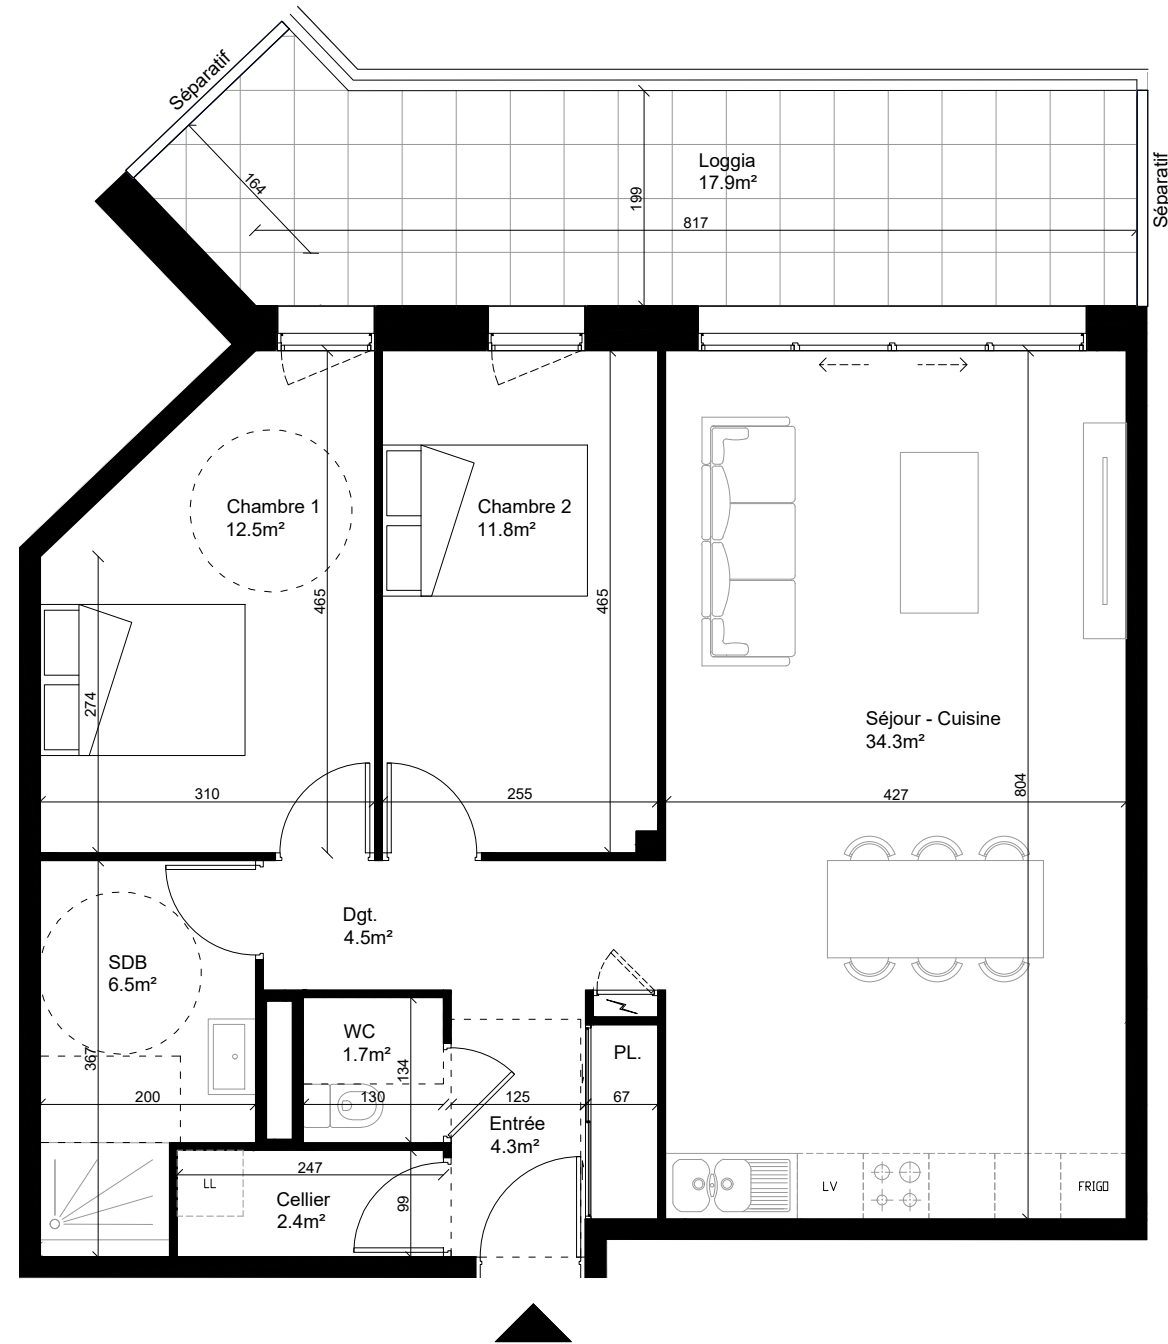 Séparatif
Loggia
17.9m²
Séparatif
164
199
817
Chambre 1
12.5m²
Chambre 2
11.8m²
465
465
274
Séjour - Cuisine
34.3m²
804
310
255
427
Dgt.
4.5m²
SDB
6.5m²
WC
1.7m²
PL.
367
134
200
130
125
67
Entrée
4.3m²
247
LL
Cellier
2.4m²
99
LV
FRIGO